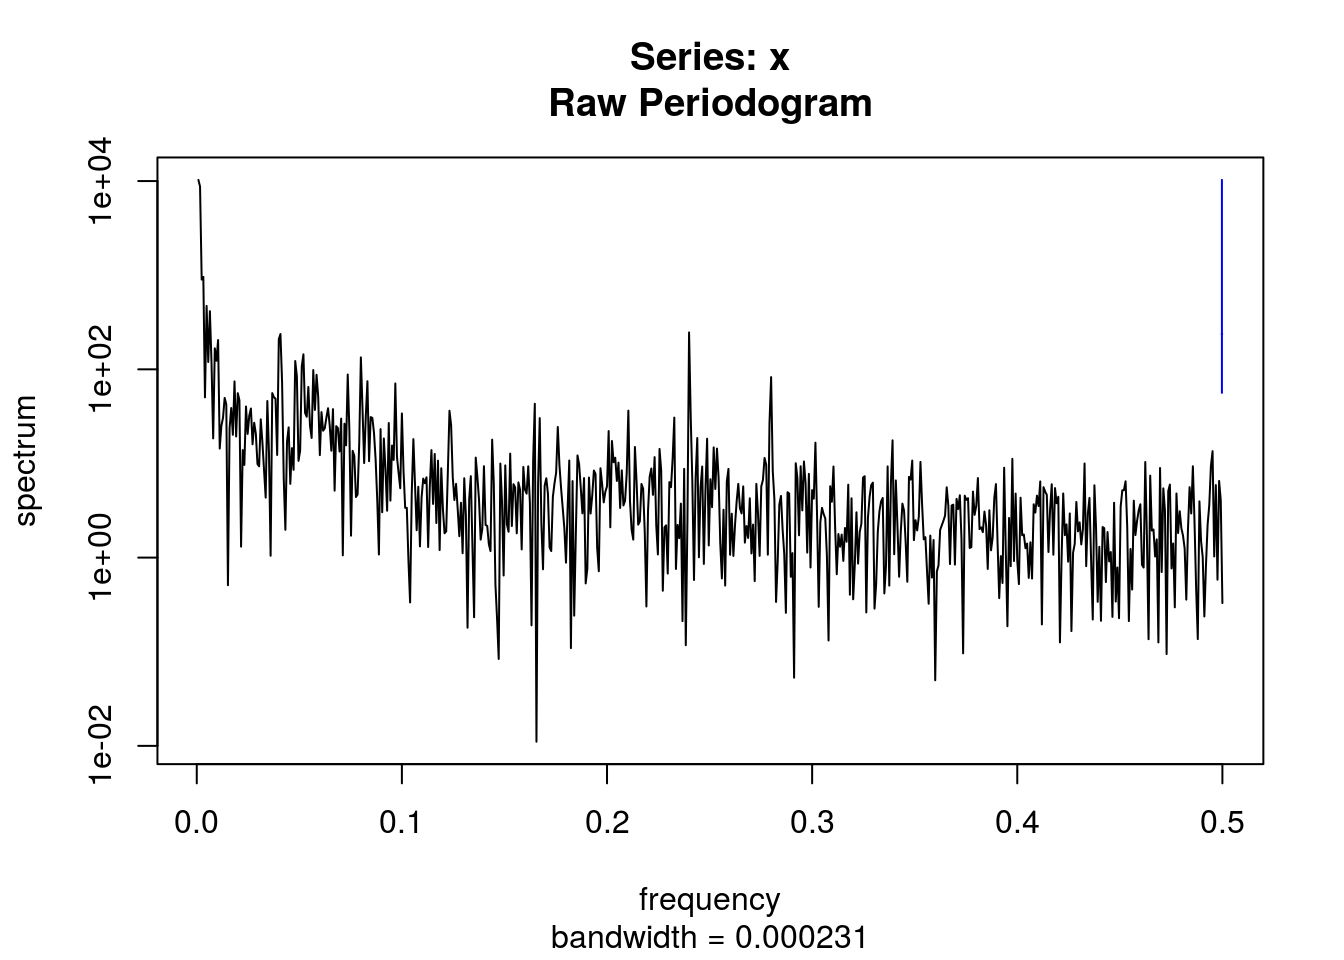 Series: x
Raw Periodogram
spectrum
1e+04
1e+02
1e+00
1e-02
0.0 0.1 0.2 0.3 0.4 0.5
frequency
bandwidth = 0.000231